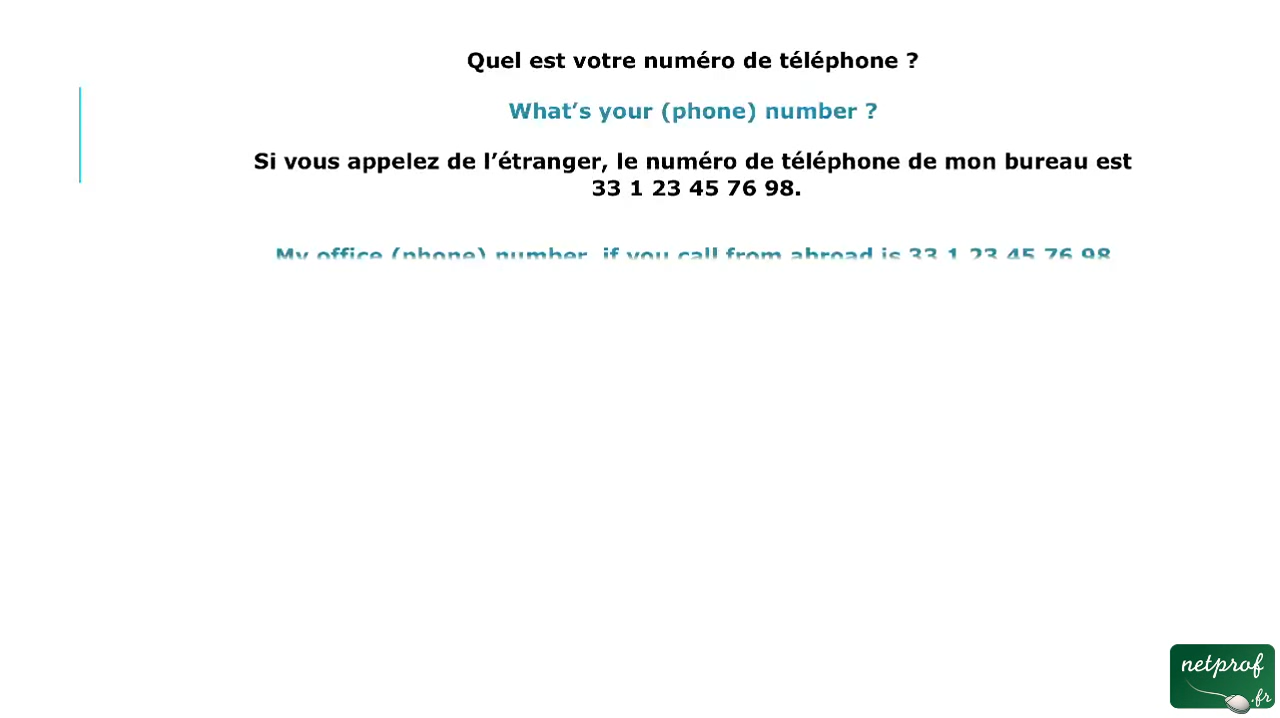 Quel est votre numéro de téléphone ?
What's your (phone) number ?
Si vous appelez de l'étranger, le numéro de téléphone de mon bureau est
33 1 23 45 76 98.
My office (phone) number, if you call from abroad is 33 1 23 45 76 98
netprof
.fr